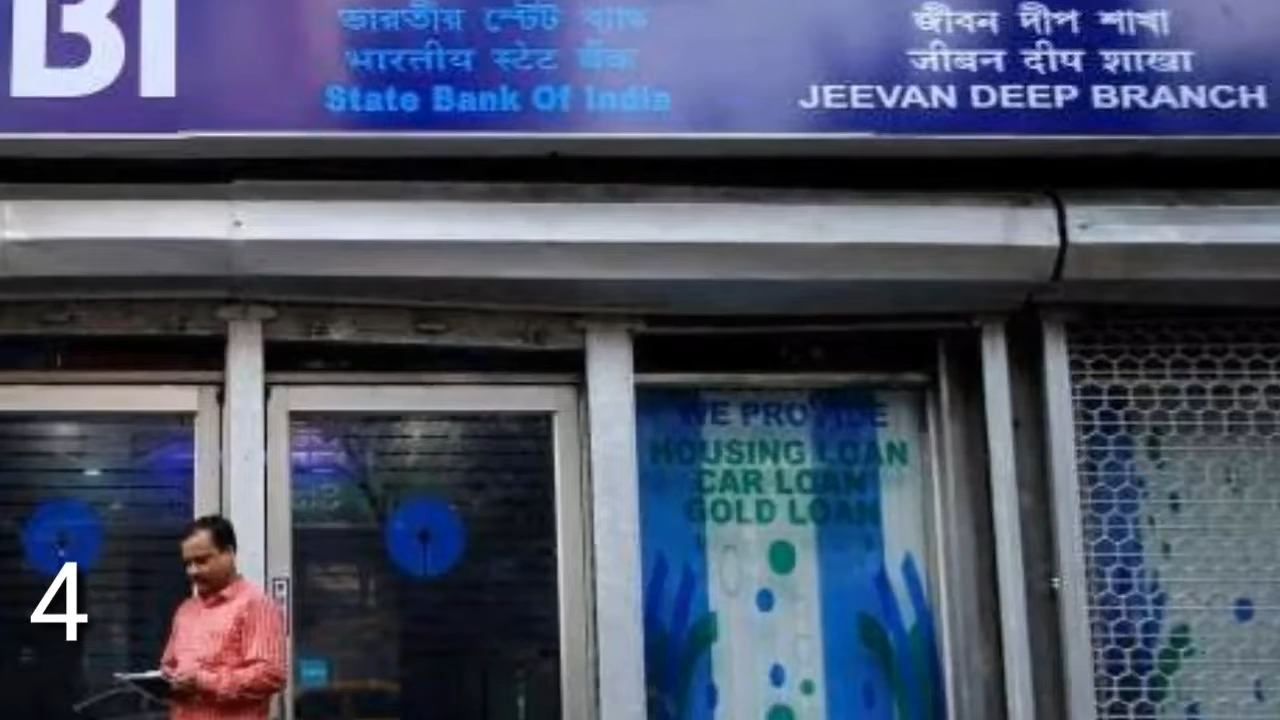 BI
ভারতীয় স্টেট ব্যাঙ্ক
भारतीय स्टेट बैंक
State Bank Of India
জীবন দীপ শাখা
जीबन दीप शाखा
JEEVAN DEEP BRANCH
WE PROVIDE
HOUSING LOAN
CAR LOAN
GOLD LOAN
4